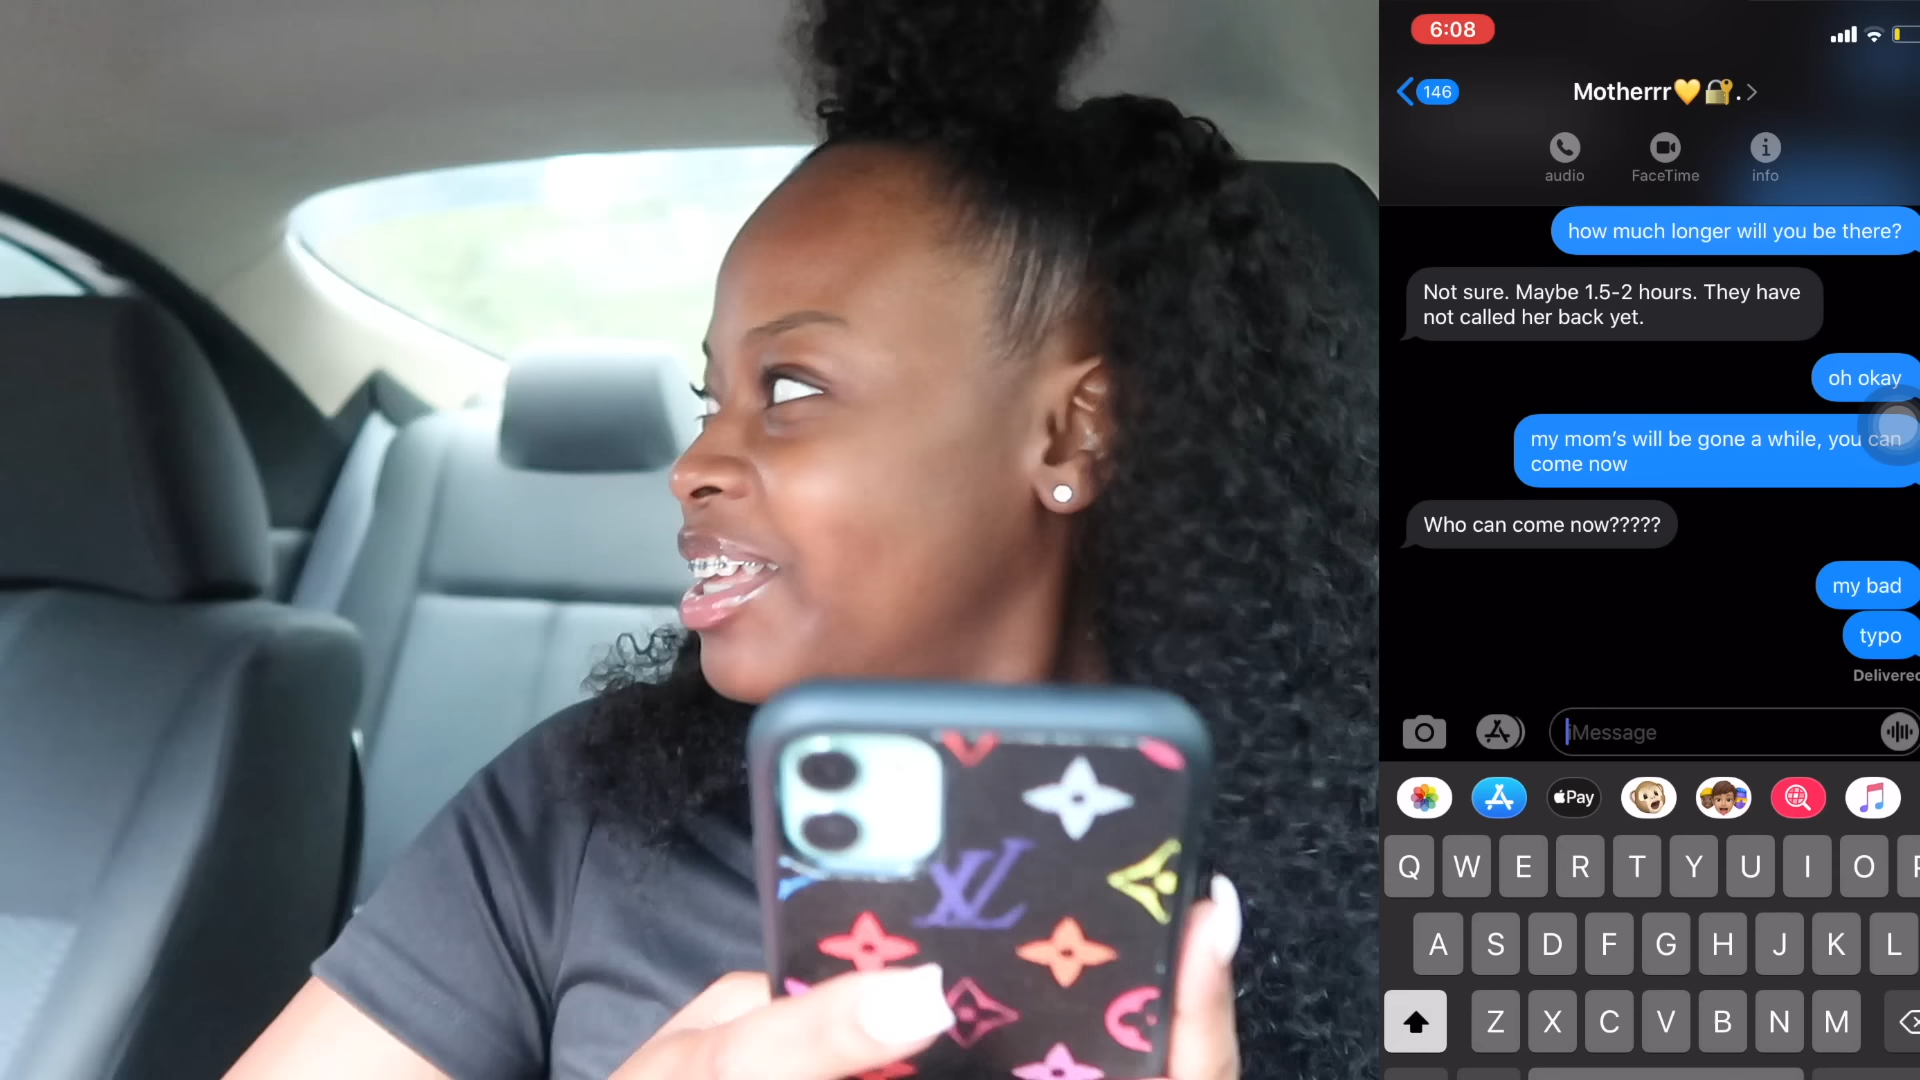 6:08
146
Motherrr💛🔐.
audio
FaceTime
info
how much longer will you be there?
Not sure. Maybe 1.5-2 hours. They have
not called her back yet.
oh okay
my mom’s will be gone a while, you can
come now
Who can come now?????
my bad
typo
Delivered
iMessage
Pay
Q W E R T Y U I O P
A S D F G H J K L
Z X C V B N M
LV